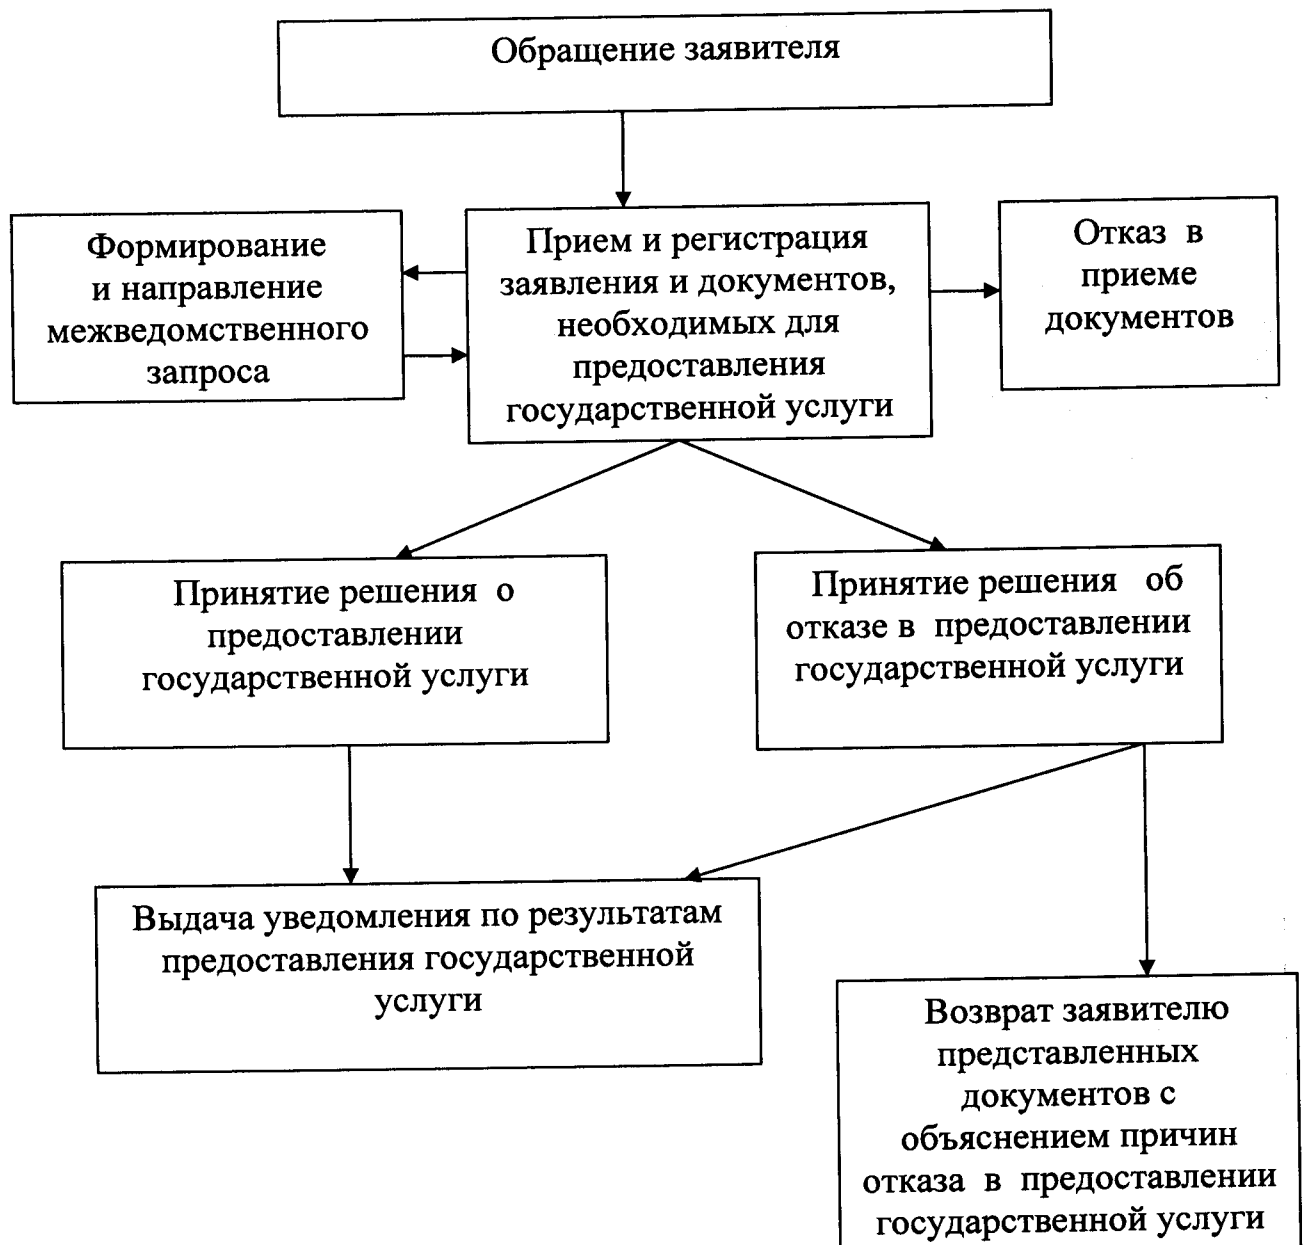 Обращение заявителя
Формирование
и направление
межведомственного
запроса
Прием и регистрация
заявления и документов,
необходимых для
предоставления
государственной услуги
Отказ в
приеме
документов
Принятие решения о
предоставлении
государственной услуги
Принятие решения об
отказе в предоставлении
государственной услуги
Выдача уведомления по результатам
предоставления государственной
услуги
Возврат заявителю
представленных
документов с
объяснением причин
отказа в предоставлении
государственной услуги